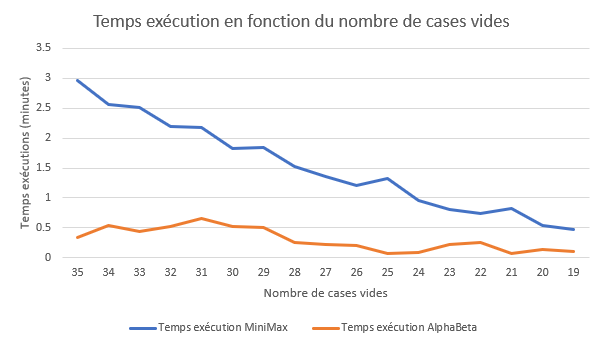 Temps exécution en fonction du nombre de cases vides
3.5
3
2.5
2
1.5
1
0.5
0
Temps exécutions (minutes)
35 34 33 32 31 30 29 28 27 26 25 24 23 22 21 20 19
Nombre de cases vides
Temps exécution MiniMax Temps exécution AlphaBeta